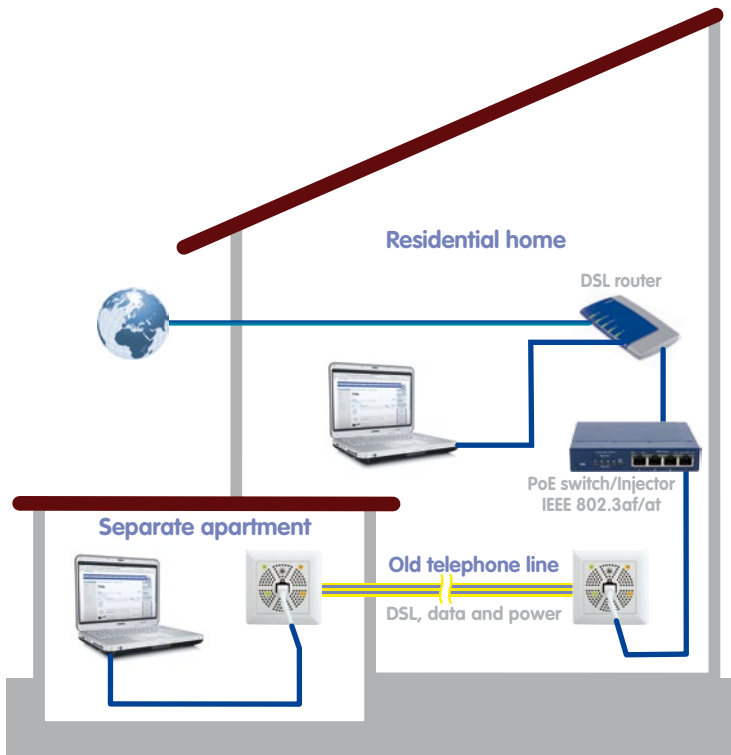 Residential home
DSL router
PoE switch/Injector
IEEE 802.3af/at
Separate apartment
Old telephone line
DSL, data and power